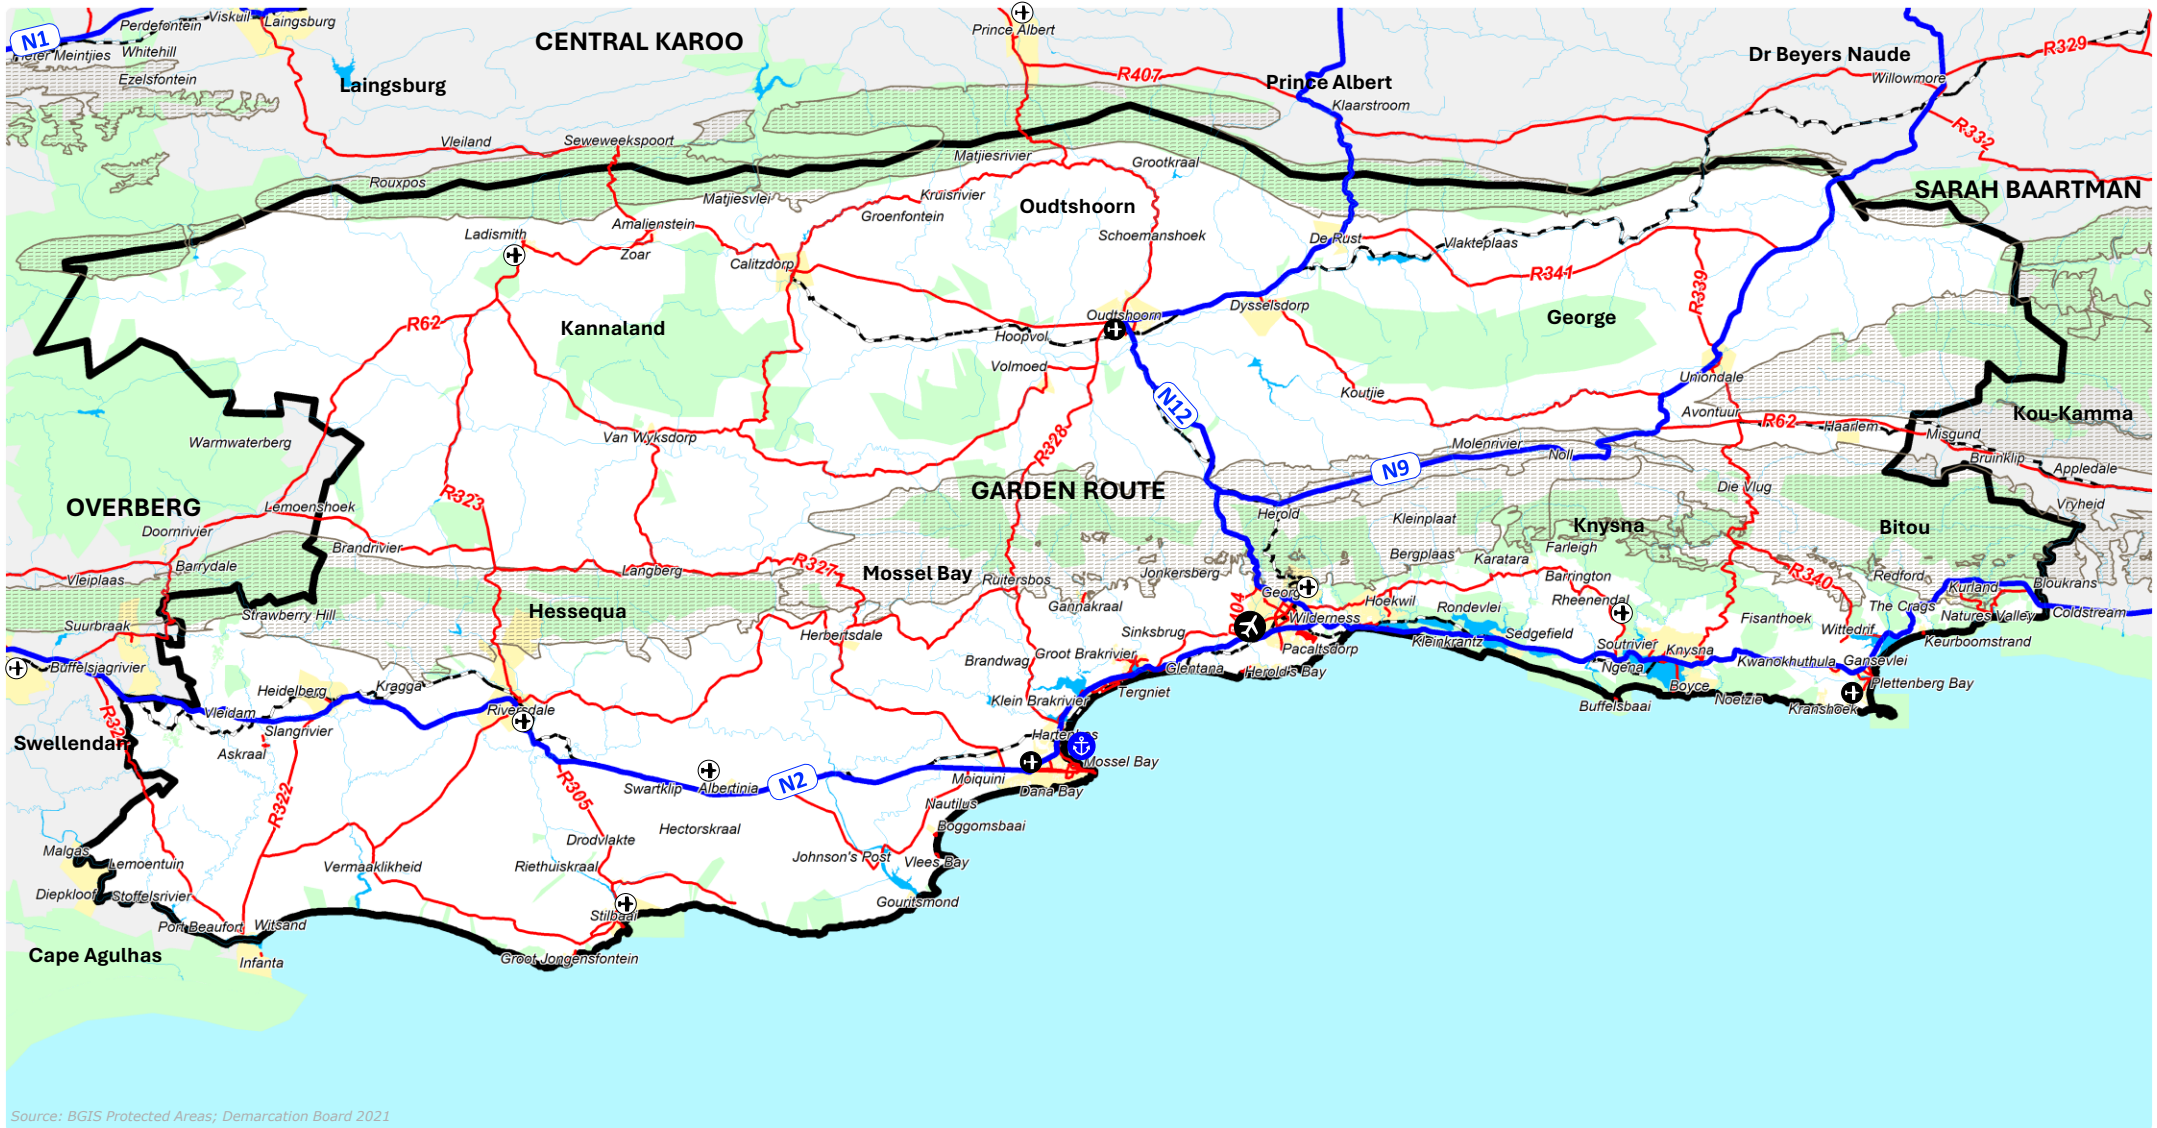 Perdefontein
Viskuil
Laingsburg
N1
Pieter Meintjies
Whitehill
Ezelsfontein
CENTRAL KAROO
Laingsburg
Prince Albert
R407
Prince Albert
Klaarstroom
Dr Beyers Naude
Willowmore
R329
R332
Vleiland
Seweweekspoort
Matjiesrivier
Grootkraal
SARAH BAARTMAN
Rouxpos
Matjiesvlei
Kruisrivier
Groenfontein
Oudtshoorn
Ladismith
Amalienstein
Zoar
Calitzdorp
Schoemanshoek
De Rust
Vlakteplaas
R341
R339
R62
Kannaland
Oudtshoorn
Dysselsdorp
George
Hoopvol
Volmoed
Koutjie
Uniondale
N12
Avontuur
R62
Haarlem
Kou-Kamma
Misgund
Warmwaterberg
Van Wyksdorp
R328
Molenrivier
Noll
N9
Bruinklip
Appledale
OVERBERG
Lemoenshoek
R323
GARDEN ROUTE
Die Vlug
Doornrivier
Herold
Kleinplaat
Knysna
Bitou
Vryheid
Brandrivier
Bergplaas
Karatara
Farleigh
Barrydale
Vleiplaas
Langberg
R327
Mossel Bay
Ruitersbos
Jonkersberg
Barrington
R340
Redford
Kurland
Bloukrans
Hessequa
Strawberry Hill
Suurbraak
Gannakraal
George
R404
Hoekwil
Rondevlei
Rheenendal
Fisanthoek
The Crags
Natures Valley
Coldstream
Herbertsdale
Sinksbrug
Wilderness
Kleinkrantz
Sedgefield
Soutrivier
Wittedrif
Keurboomstrand
Buffelsjagrivier
Brandwag
Groot Brakrivier
Glentana
Pacaltsdorp
Herold's Bay
Ngena
Knysna
Kwanokhuthula
Gansevlei
Plettenberg Bay
Heidelberg
Kragga
Klein Brakrivier
Tergniet
Boyce
Noetzie
Kranshoek
Buffelsbaai
R32
Vleidam
Slangrivier
Riversdale
Swellendam
Askraal
Hartenbos
Mossel Bay
R322
R305
Swartklip
Albertinia
N2
Moiquini
Dana Bay
Nautilus
Boggomsbaai
Hectorskraal
Drodvlakte
Malgas
Lemoentuin
Vermaaklikheid
Riethuiskraal
Johnson's Post
Vlees Bay
Diepkloof
Stoffelsrivier
Gouritsmond
Port Beaufort
Witsand
Stilbaai
Cape Agulhas
Infanta
Groot Jongensfontein
Source: BGIS Protected Areas; Demarcation Board 2021